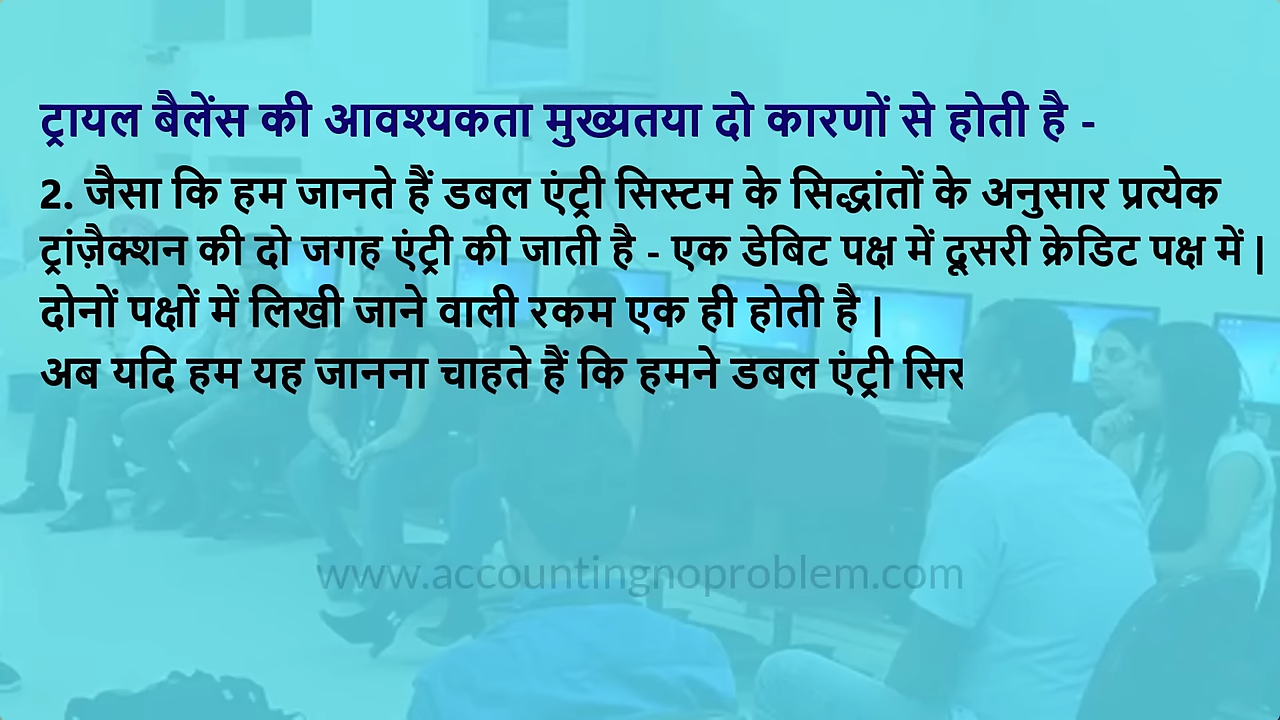 ट्रायल बैलेंस की आवश्यकता मुख्यतया दो कारणों से होती है -
2. जैसा कि हम जानते हैं डबल एंट्री सिस्टम के सिद्धांतों के अनुसार प्रत्येक
ट्रांज़ैक्शन की दो जगह एंट्री की जाती है - एक डेबिट पक्ष में दूसरी क्रेडिट पक्ष में |
दोनों पक्षों में लिखी जाने वाली रकम एक ही होती है |
अब यदि हम यह जानना चाहते हैं कि हमने डबल एंट्री
www.accountingnoproblem.com